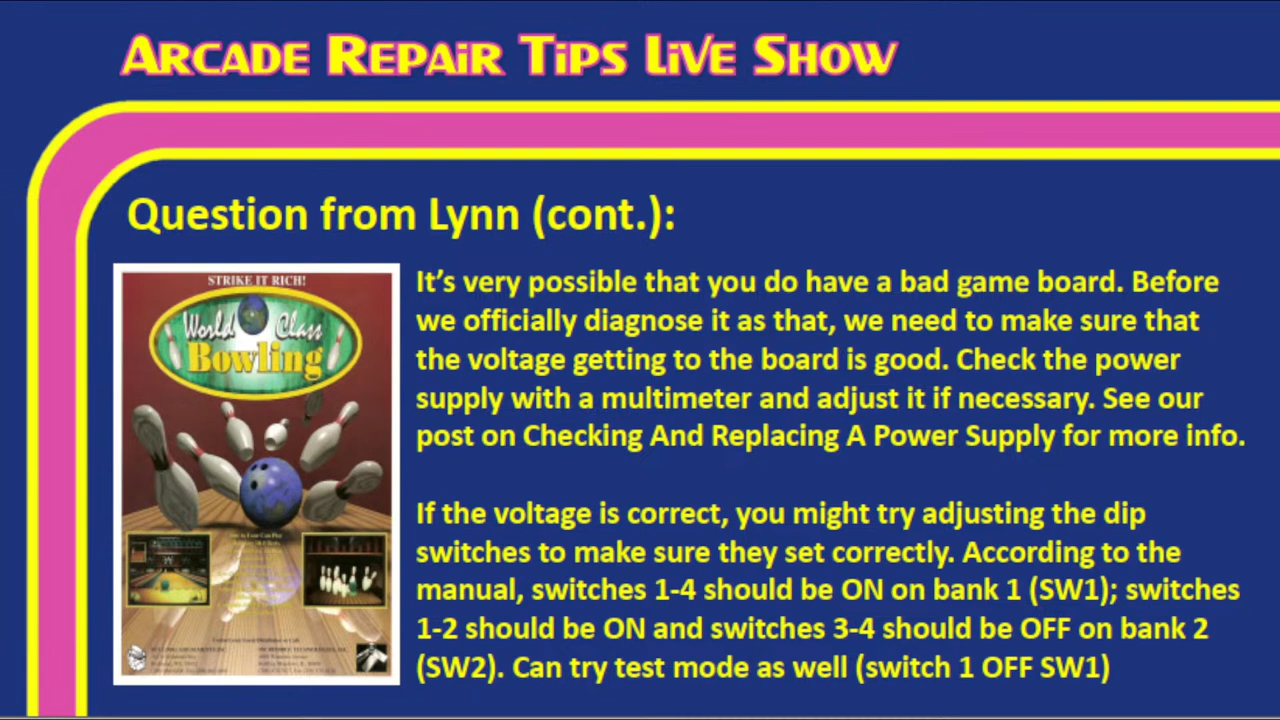 ARCADE REPAIR TIPS LIVE SHOW
Question from Lynn (cont.):
STRIKE IT RICH!
World Class
Bowling
It's very possible that you do have a bad game board. Before
we officially diagnose it as that, we need to make sure that
the voltage getting to the board is good. Check the power
supply with a multimeter and adjust it if necessary. See our
post on Checking And Replacing A Power Supply for more info.
If the voltage is correct, you might try adjusting the dip
switches to make sure they set correctly. According to the
manual, switches 1-4 should be ON on bank 1 (SW1); switches
1-2 should be ON and switches 3-4 should be OFF on bank 2
(SW2). Can try test mode as well (switch 1 OFF SW1)